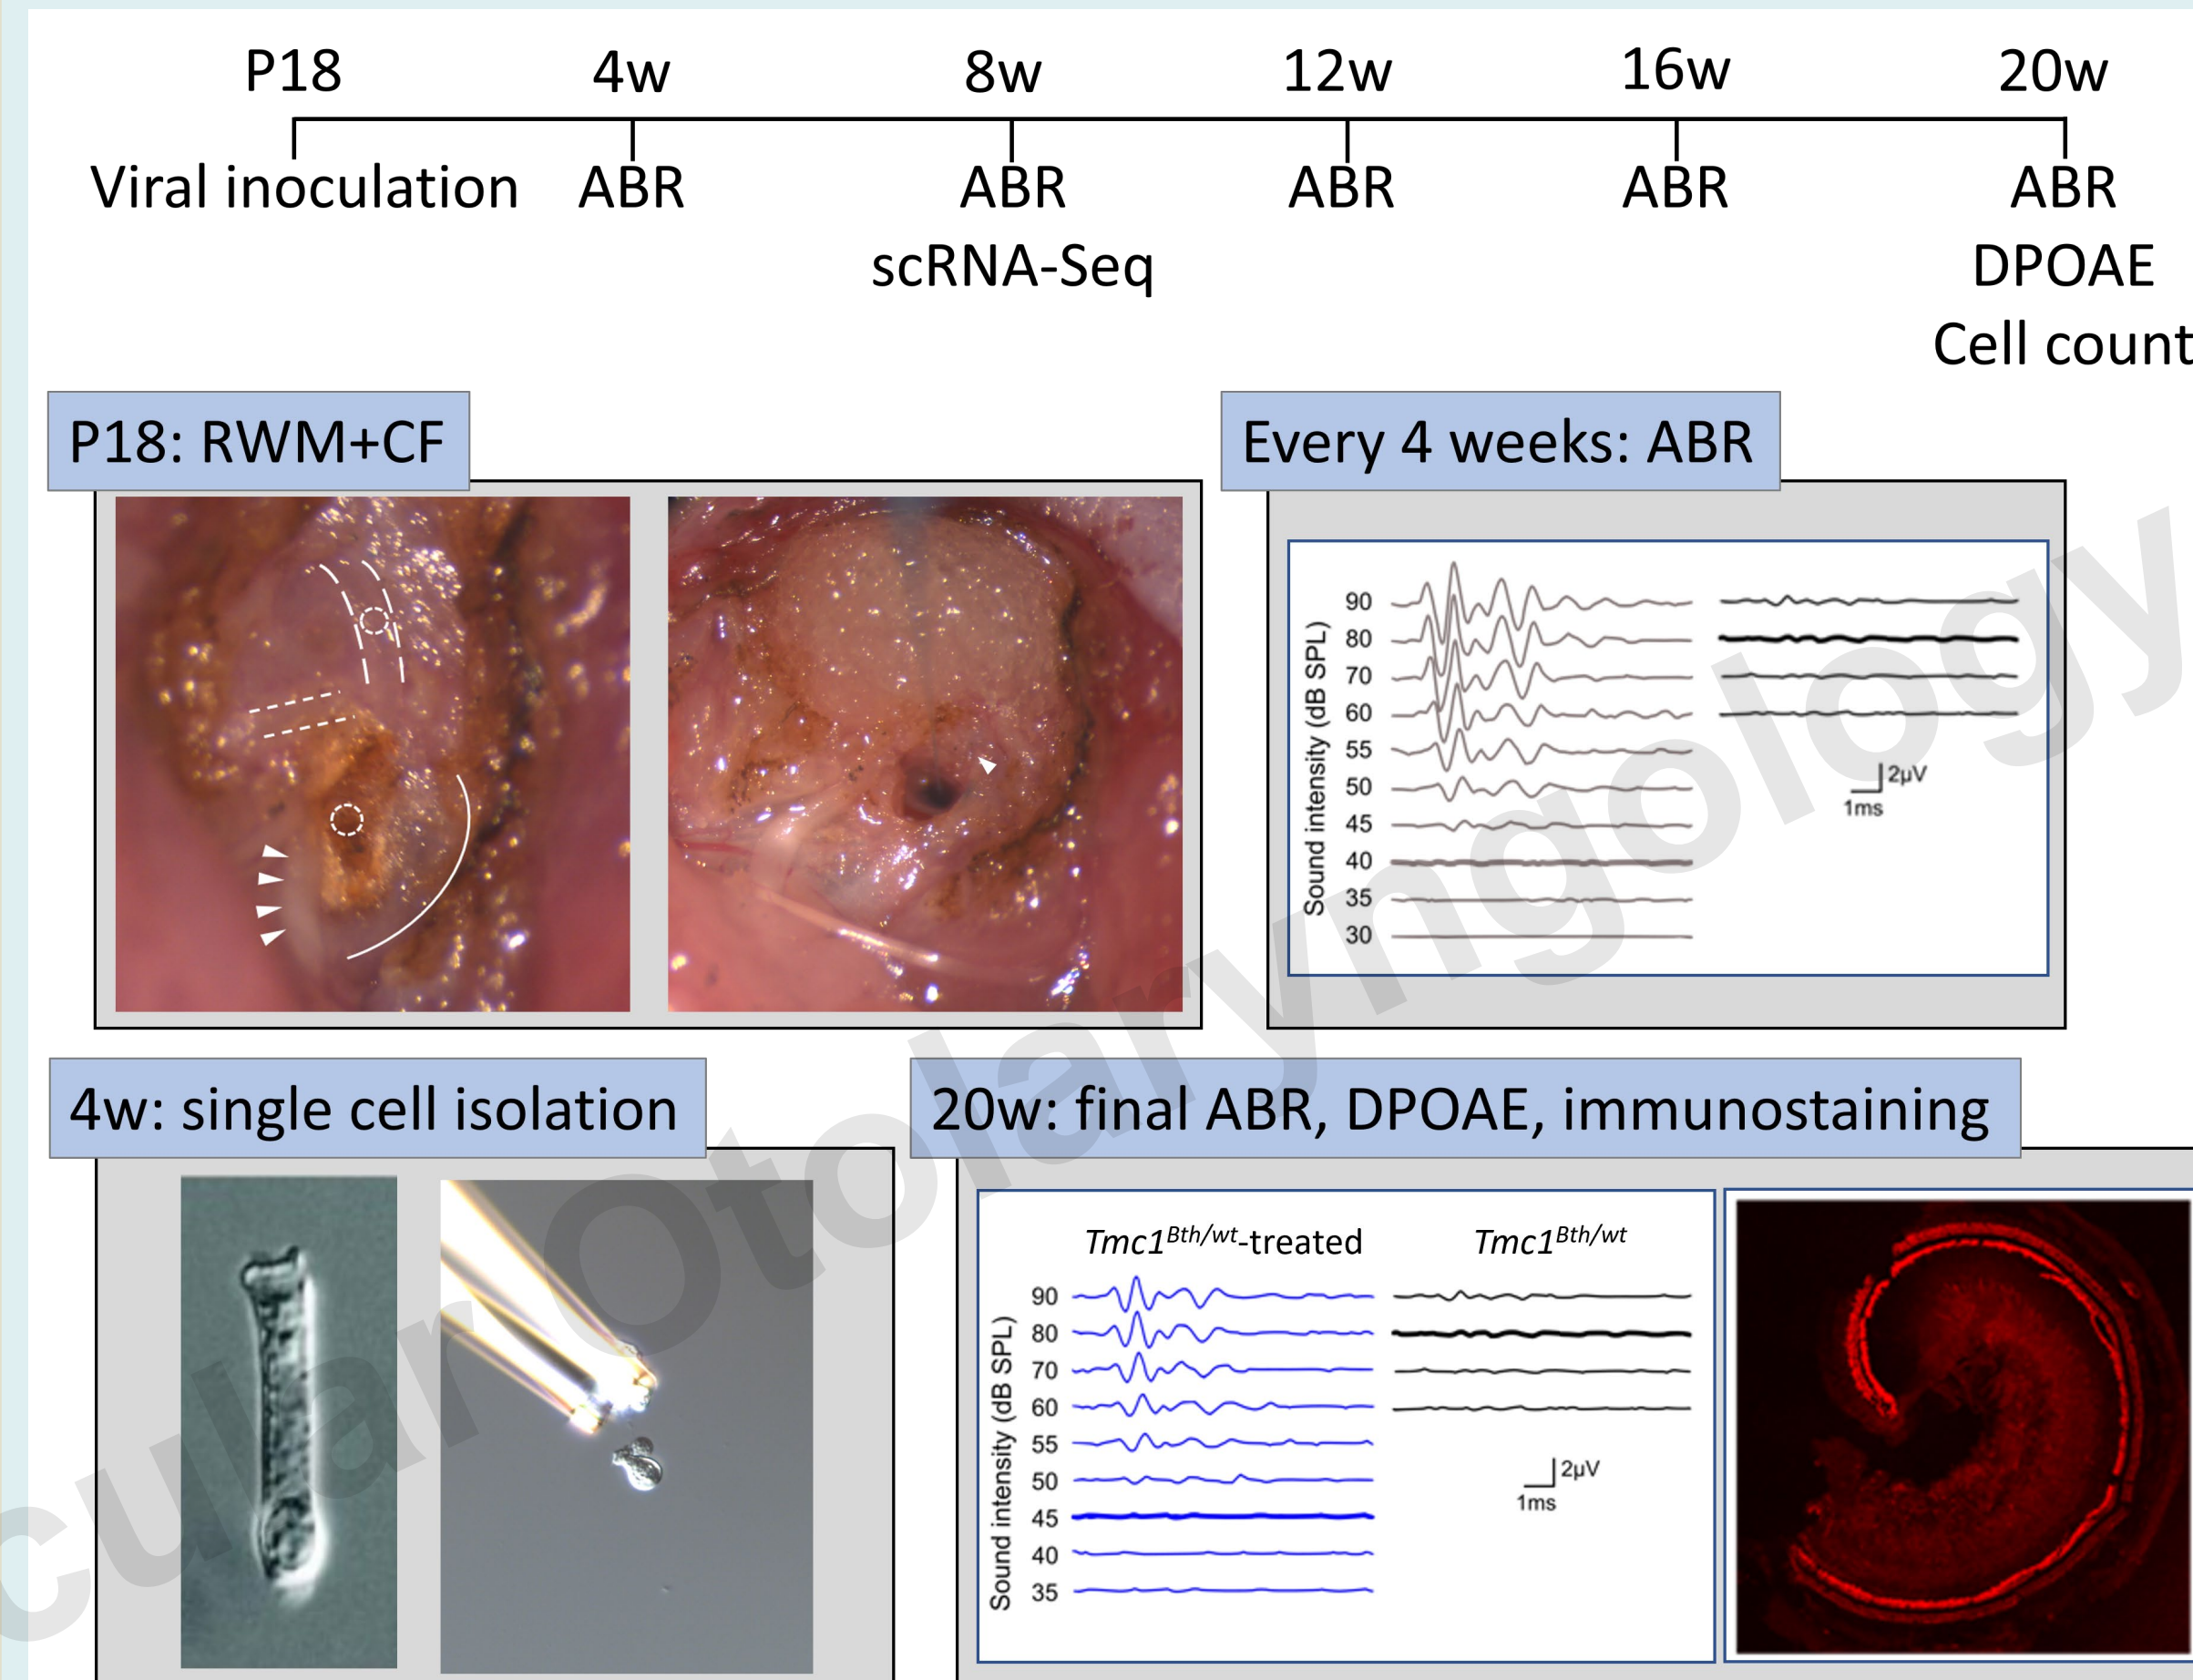 P18 4w 8w 12w 16w 20w
Viral inoculation ABR ABR ABR ABR ABR
scRNA-Seq DPOAE
Cell count
P18: RWM+CF
Every 4 weeks: ABR
Sound intensity (dB SPL)
90
80
70
60
55
50
45
40
35
30
2µV
1ms
4w: single cell isolation
20w: final ABR, DPOAE, immunostaining
Tmc1Bth/wt-treated Tmc1Bth/wt
Sound intensity (dB SPL)
90
80
70
60
55
50
45
40
35
2µV
1ms
cular Otolaryngology